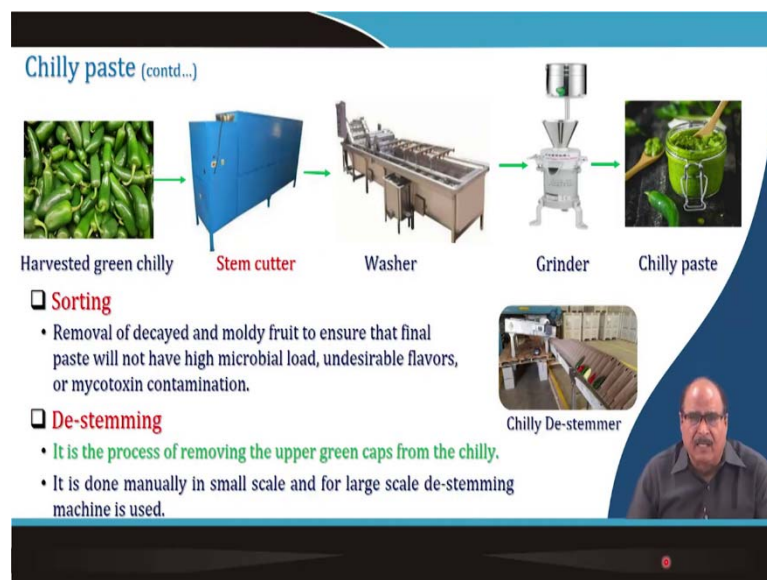 Chilly paste (contd...)
Harvested green chilly
Stem cutter
Washer
Grinder
Chilly paste
❑ Sorting
• Removal of decayed and moldy fruit to ensure that final
paste will not have high microbial load, undesirable flavors,
or mycotoxin contamination.
Chilly De-stemmer
❑ De-stemming
• It is the process of removing the upper green caps from the chilly.
• It is done manually in small scale and for large scale de-stemming
machine is used.